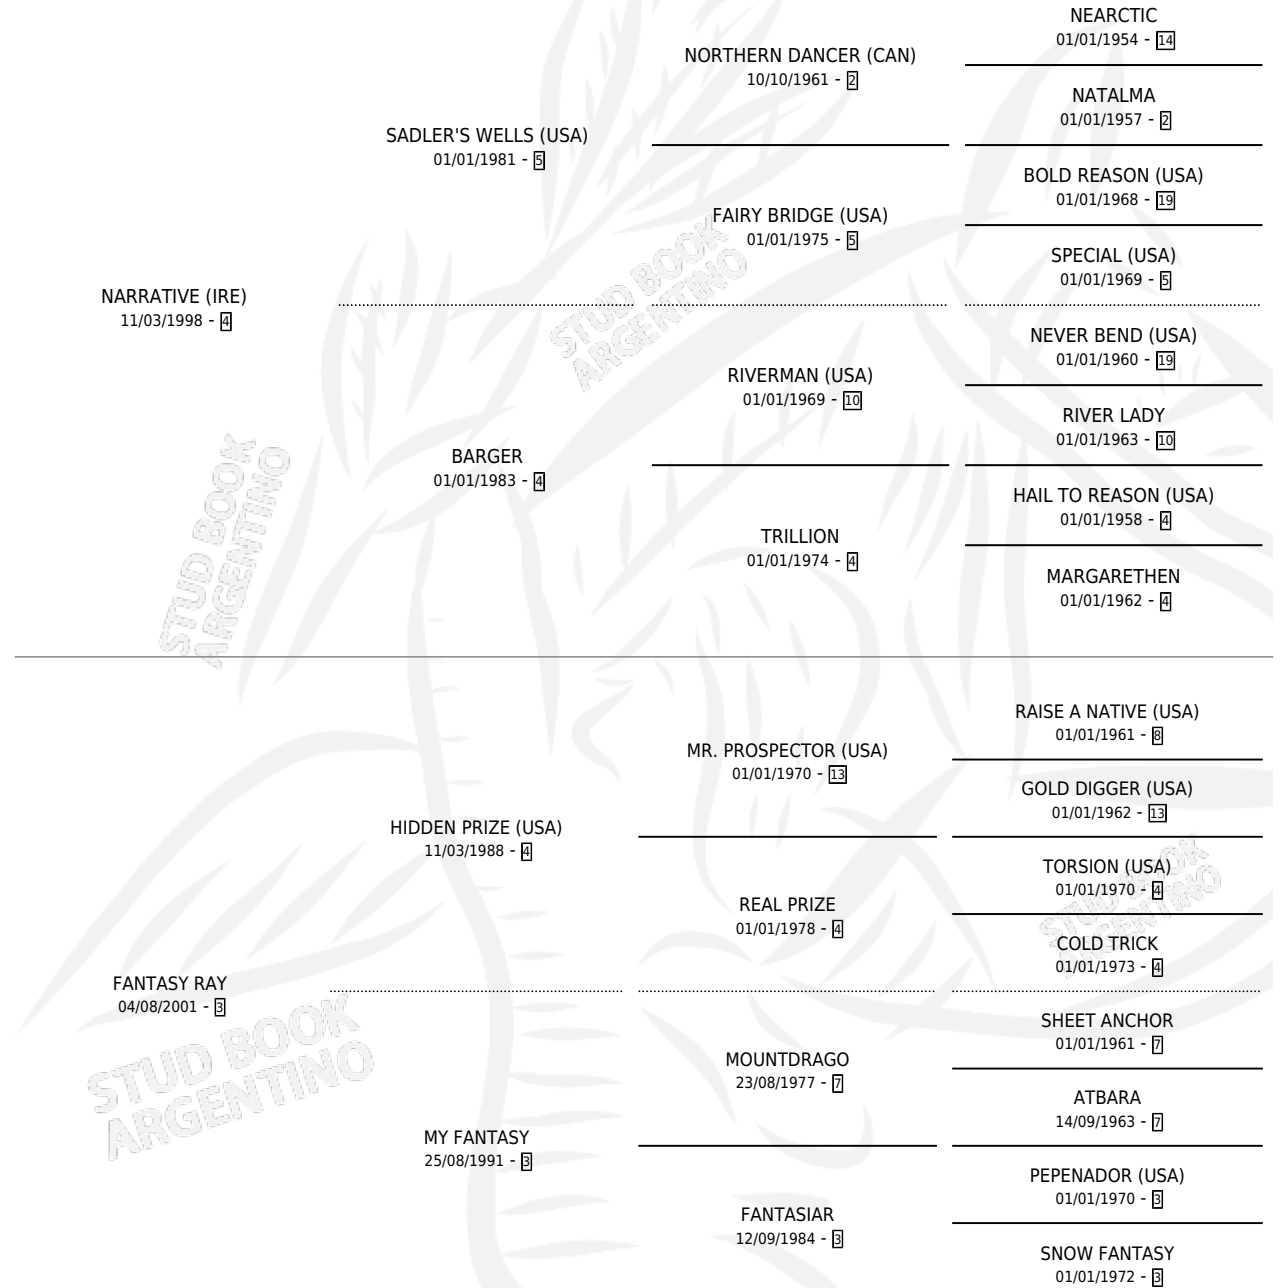 NARRATIVE (IRE)
11/03/1998 - 4
SADLER'S WELLS (USA)
01/01/1981 - 5
BARGER
01/01/1983 - 4
NORTHERN DANCER (CAN)
10/10/1961 - 2
FAIRY BRIDGE (USA)
01/01/1975 - 5
RIVERMAN (USA)
01/01/1969 - 10
TRILLION
01/01/1974 - 4
NEARCTIC
01/01/1954 - 14
NATALMA
01/01/1957 - 2
BOLD REASON (USA)
01/01/1968 - 19
SPECIAL (USA)
01/01/1969 - 5
NEVER BEND (USA)
01/01/1960 - 19
RIVER LADY
01/01/1963 - 10
HAIL TO REASON (USA)
01/01/1958 - 4
MARGARETHEN
01/01/1962 - 4
STUD BOOK
ARGENTINO
STUD BOOK
ARGENTINO
FANTASY RAY
04/08/2001 - 3
HIDDEN PRIZE (USA)
11/03/1988 - 4
MY FANTASY
25/08/1991 - 3
MR. PROSPECTOR (USA)
01/01/1970 - 13
REAL PRIZE
01/01/1978 - 4
MOUNTDRAGO
23/08/1977 - 7
FANTASIAR
12/09/1984 - 3
RAISE A NATIVE (USA)
01/01/1961 - 8
GOLD DIGGER (USA)
01/01/1962 - 13
TORSION (USA)
01/01/1970 - 4
COLD TRICK
01/01/1973 - 4
SHEET ANCHOR
01/01/1961 - 7
ATBARA
14/09/1963 - 7
PEPENADOR (USA)
01/01/1970 - 3
SNOW FANTASY
01/01/1972 - 3
STUD BOOK
ARGENTINO
STUD BOOK
ARGENTINO